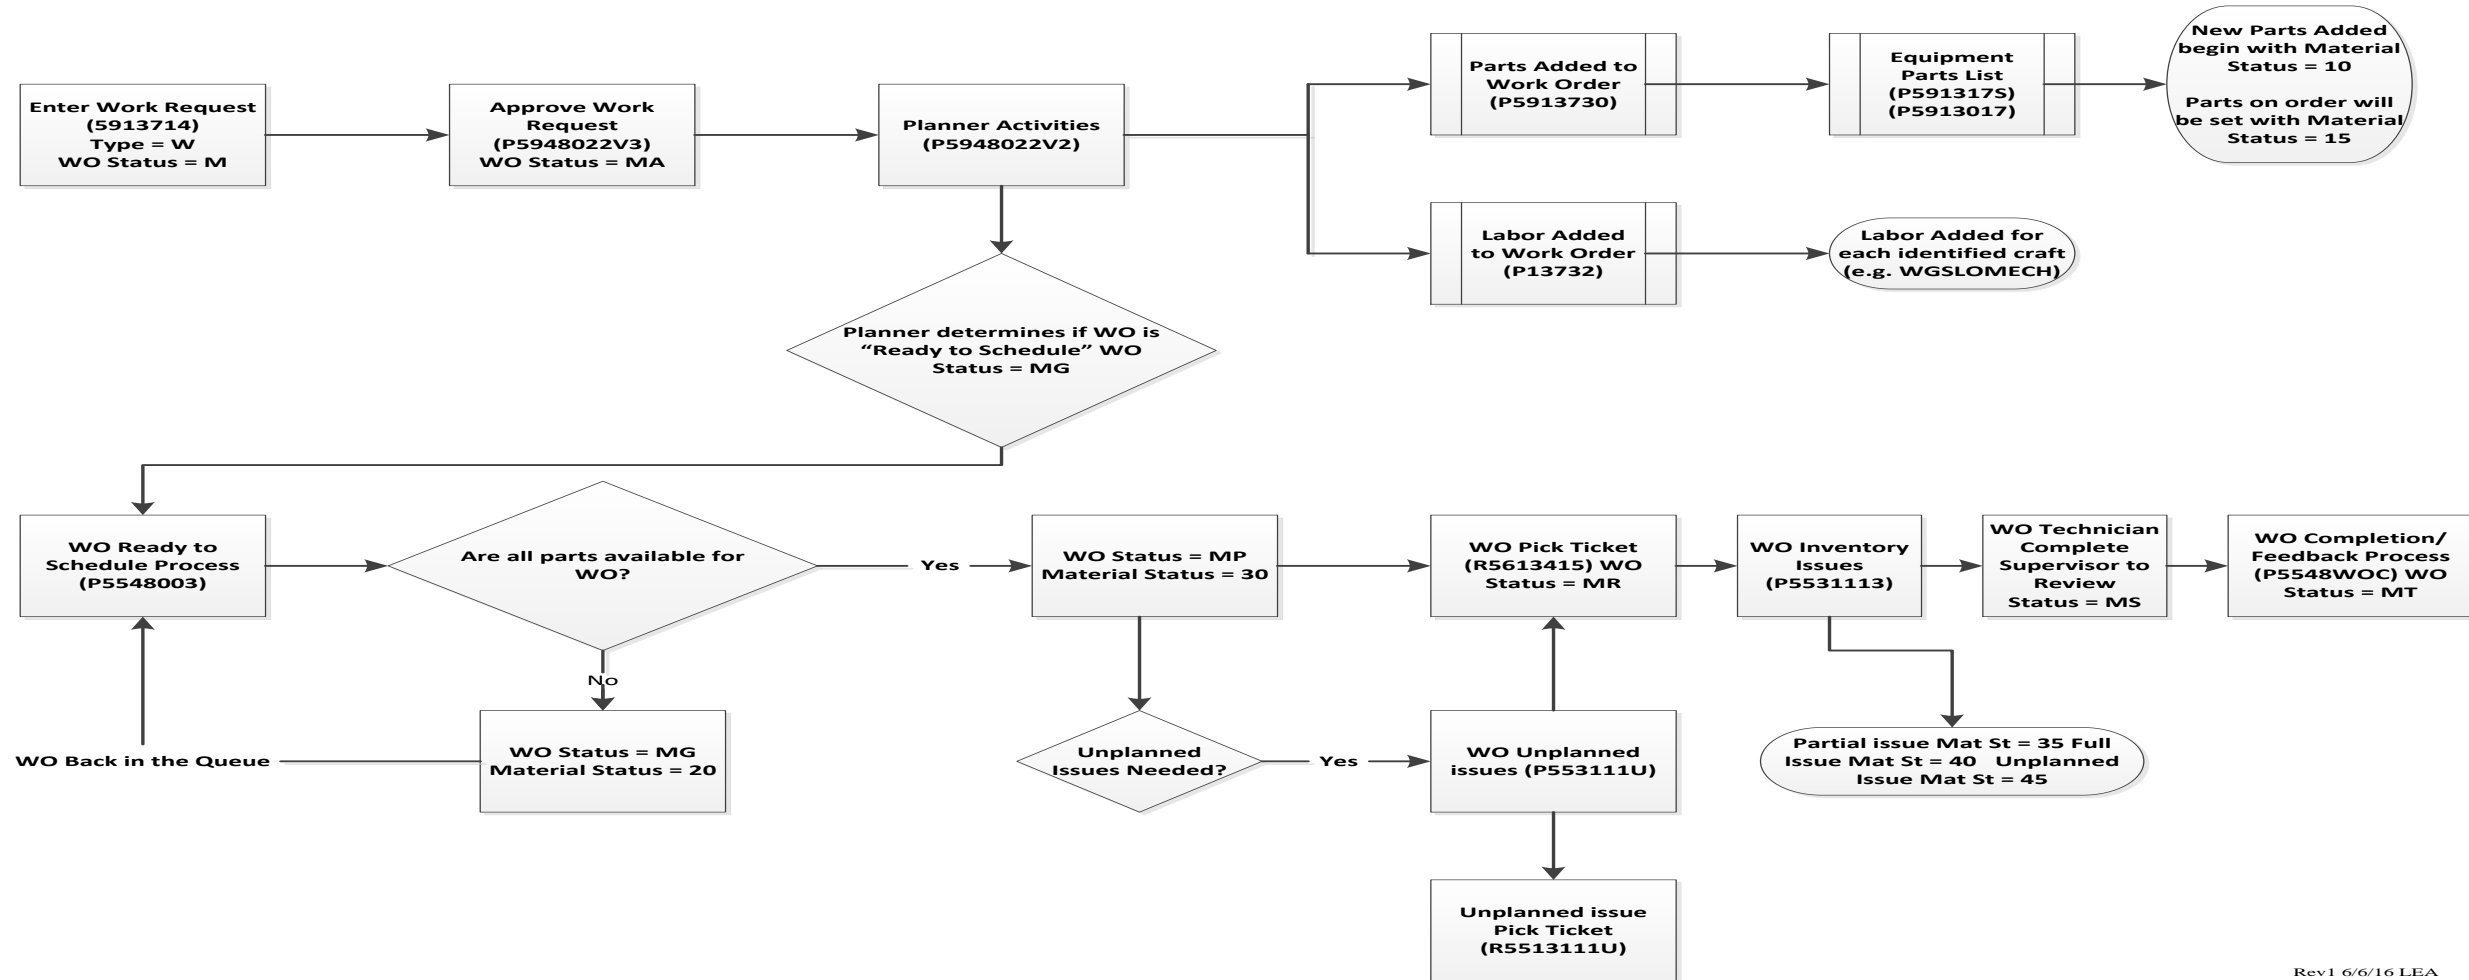 Enter Work Request
(5913714)
Type = W
WO Status = M
Approve Work
Request
(P5948022V3)
WO Status = MA
Planner Activities
(P5948022V2)
Parts Added to
Work Order
(P5913730)
Equipment
Parts List
(P591317S)
(P5913017)
New Parts Added
begin with Material
Status = 10
Parts on order will
be set with Material
Status = 15
Labor Added
to Work Order
(P13732)
Labor Added for
each identified craft
(e.g. WGSLOMECH)
Planner determines if WO is
“Ready to Schedule” WO
Status = MG
WO Ready to
Schedule Process
(P5548003)
Are all parts available for
WO?
Yes
WO Status = MP
Material Status = 30
WO Pick Ticket
(R5613415) WO
Status = MR
WO Inventory
Issues
(P5531113)
WO Technician
Complete
Supervisor to
Review
Status = MS
WO Completion/
Feedback Process
(P5548WOC) WO
Status = MT
No
WO Back in the Queue
WO Status = MG
Material Status = 20
Unplanned
Issues Needed?
Yes
WO Unplanned
issues (P553111U)
Partial issue Mat St = 35 Full
Issue Mat St = 40 Unplanned
Issue Mat St = 45
Unplanned issue
Pick Ticket
(R5513111U)
Rev1 6/6/16 LEA